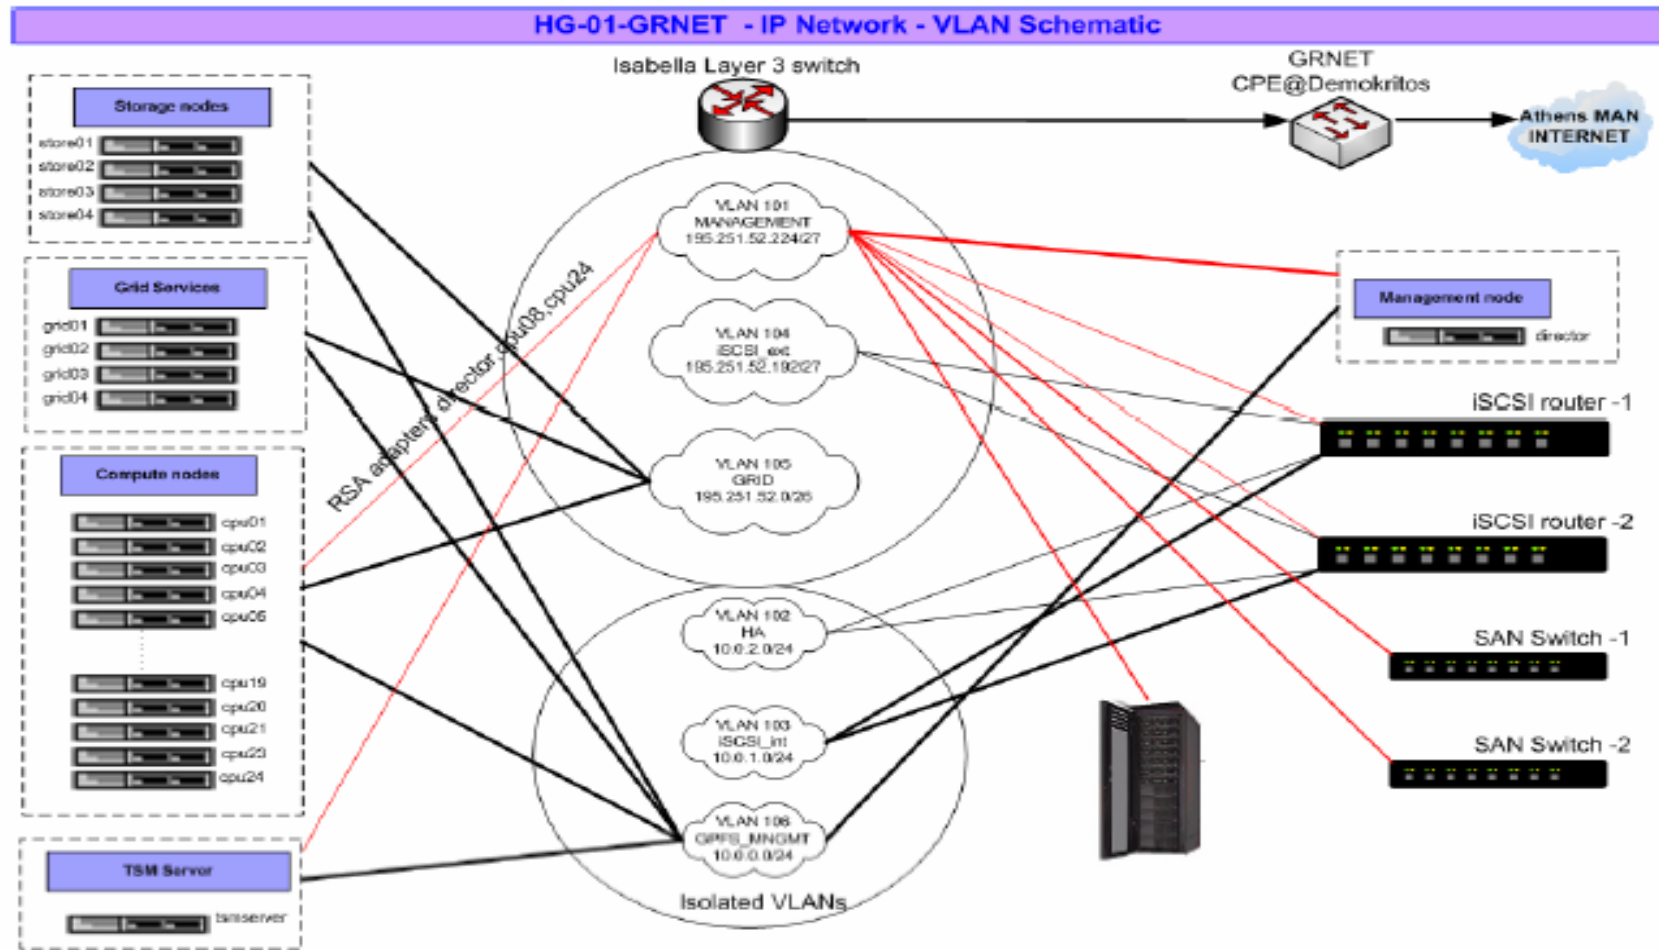 HG-01-GRNET - IP Network - VLAN Schematic
Isabella Layer 3 switch
GRNET
CPE@Demokritos
Athens MAN
INTERNET
Storage nodes
store01
store02
store03
store04
Grid Services
grid01
grid02
grid03
grid04
Compute nodes
cpu01
cpu02
cpu03
cpu04
cpu05
cpu19
cpu20
cpu21
cpu23
cpu24
TSM Server
tsmserver
RSA adapters director,cpu08,cpu24
VLAN 101
MANAGEMENT
195.251.52.224/27
VLAN 104
iSCSI_ext
195.251.52.192/27
VLAN 105
GRID
195.251.52.0/26
VLAN 102
HA
10.0.2.0/24
VLAN 103
iSCSI_int
10.0.1.0/24
VLAN 106
GPFS_MNGMT
10.0.0.0/24
Isolated VLANs
Management node
director
iSCSI router -1
iSCSI router -2
SAN Switch -1
SAN Switch -2